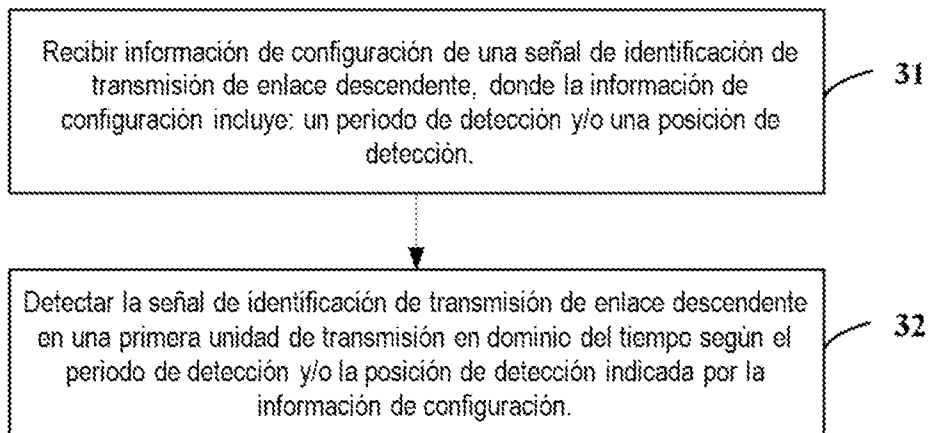 Recibir información de configuración de una señal de identificación de
transmisión de enlace descendente, donde la información de
configuración incluye: un periodo de detección y/o una posición de
detección.
31
Detectar la señal de identificación de transmisión de enlace descendente
en una primera unidad de transmisión en dominio del tiempo según el
periodo de detección y/o la posición de detección indicada por la
información de configuración.
32